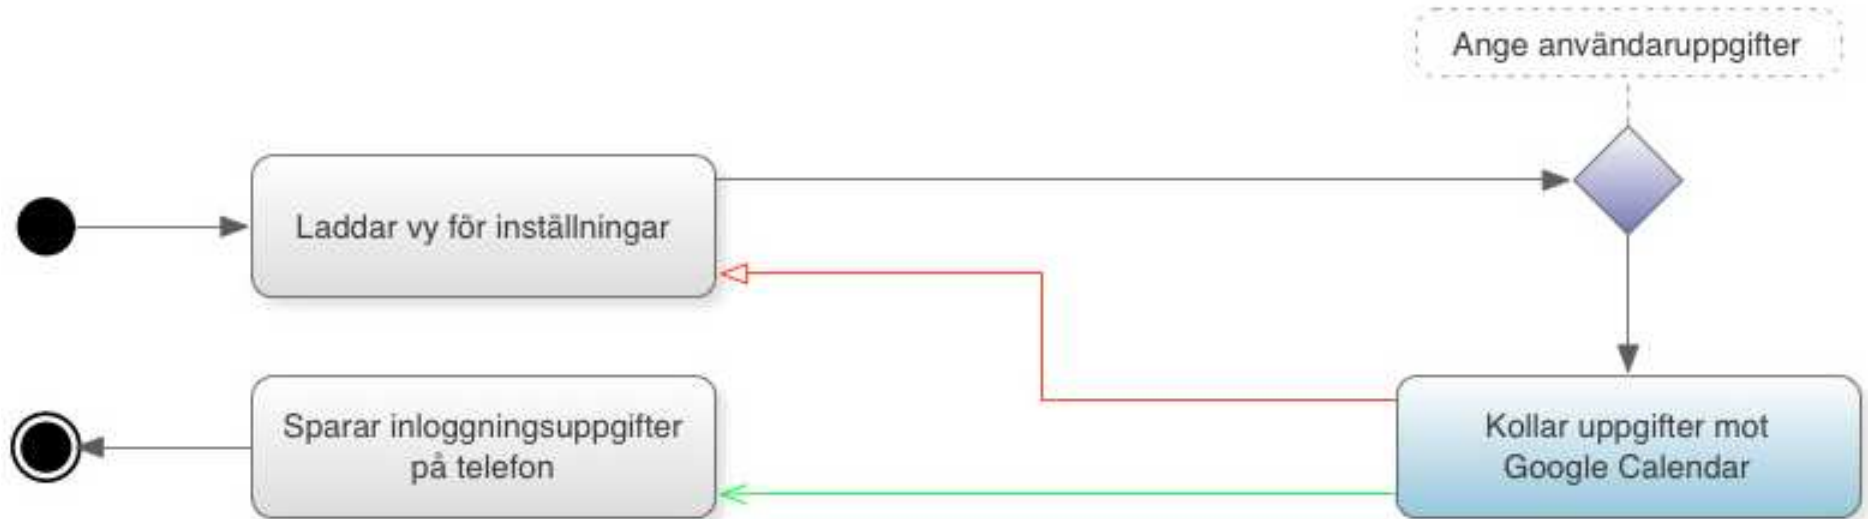 Ange användaruppgifter
Laddar vy för inställningar
Sparar inloggningsuppgifter
på telefon
Kollar uppgifter mot
Google Calendar